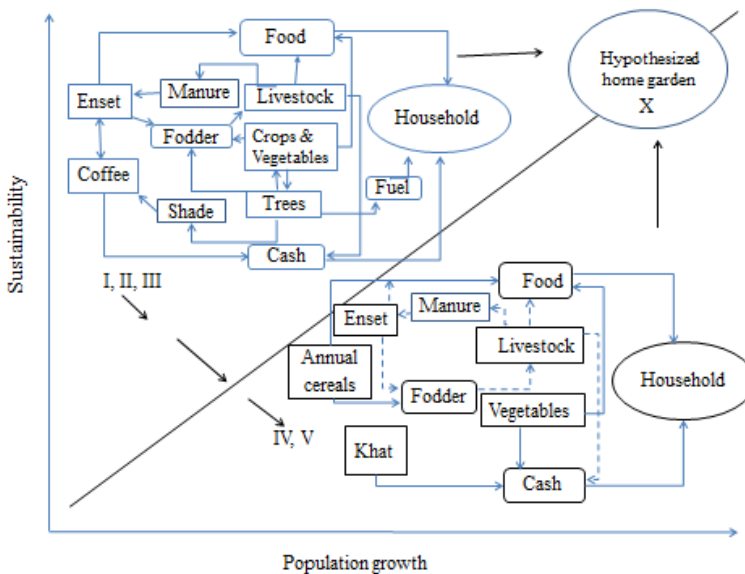 Food
Hypothesized
home garden
X
Enset
Manure
Livestock
Household
Fodder
Crops &
Vegetables
Coffee
Fuel
Shade
Trees
Cash
Sustainability
I, II, III
Food
Enset
Manure
Livestock
Annual
cereals
Household
Fodder
Vegetables
IV, V
Khat
Cash
Population growth